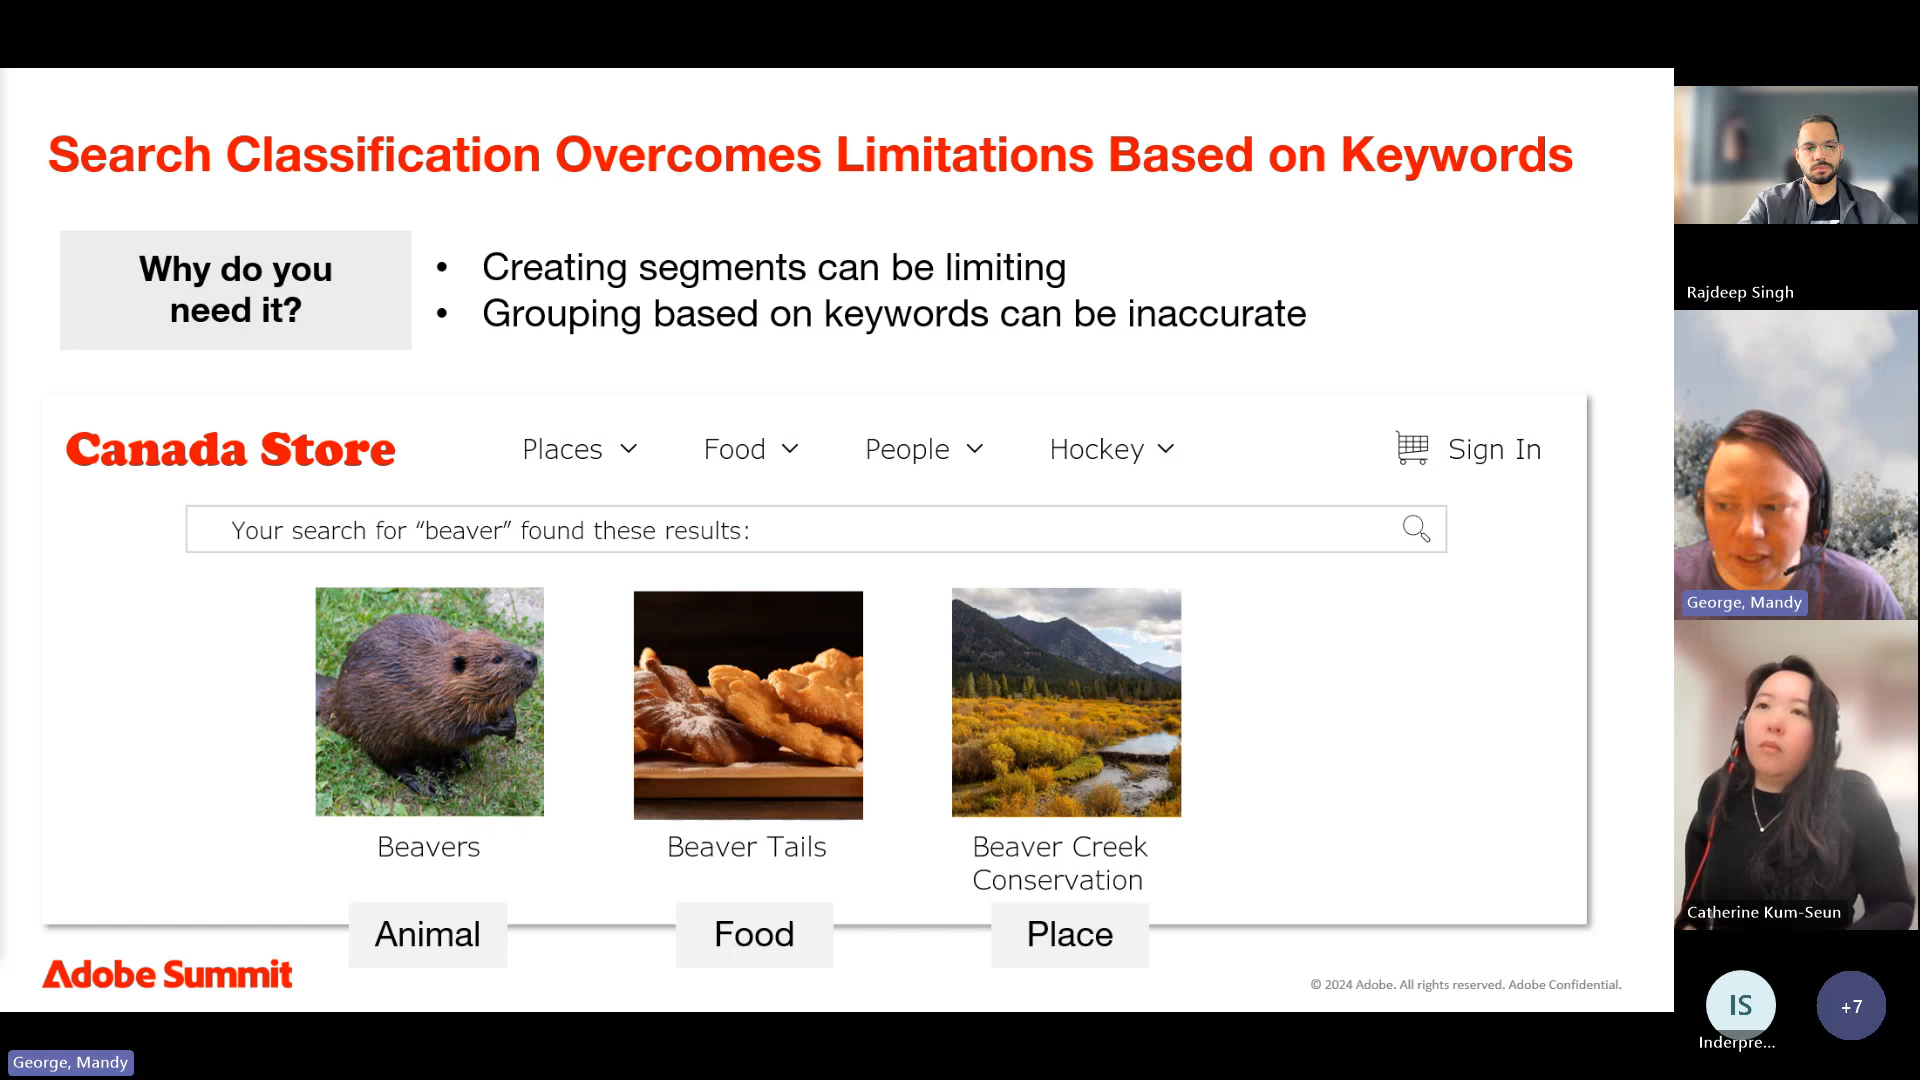 Search Classification Overcomes Limitations Based on Keywords
Why do you
need it?
• Creating segments can be limiting
• Grouping based on keywords can be inaccurate
Canada Store
Places
Food
People
Hockey
Sign In
Your search for “beaver” found these results:
Beavers
Beaver Tails
Beaver Creek
Conservation
Animal
Food
Place
Adobe Summit
© 2024 Adobe. All rights reserved. Adobe Confidential.
George, Mandy
Rajdeep Singh
George, Mandy
Catherine Kum-Seun
IS
Inderpre...
+7